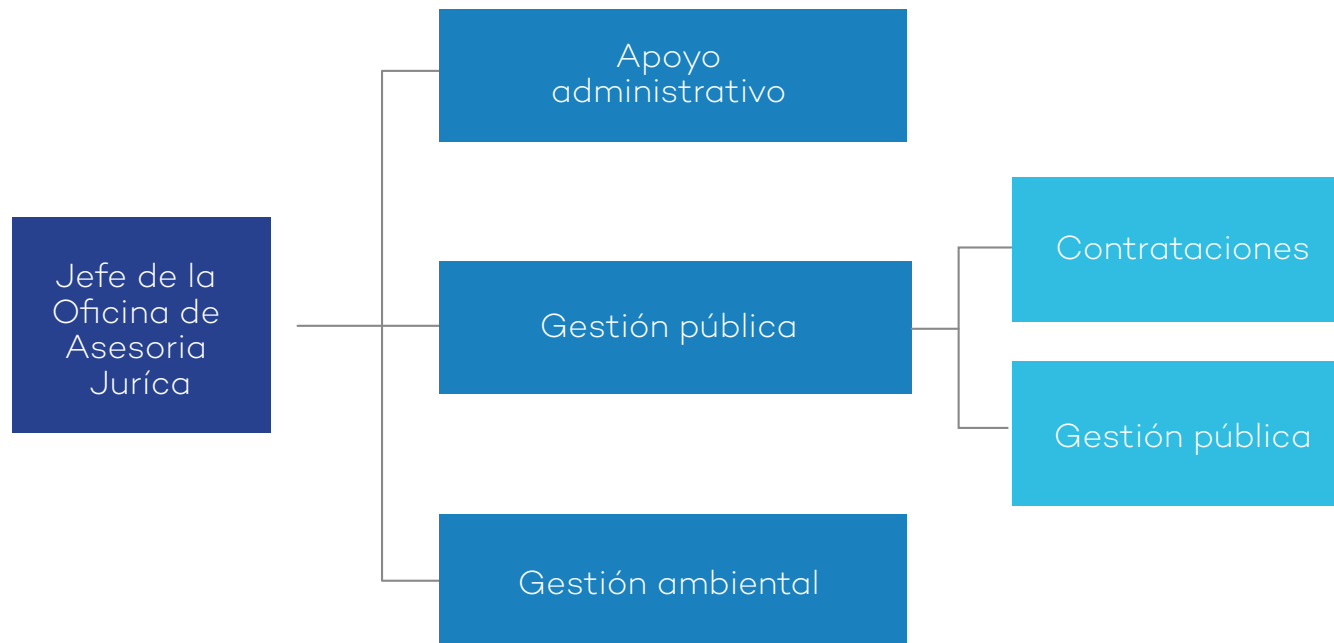 Jefe de la
Oficina de
Asesoria
Juríca
Apoyo
administrativo
Gestión pública
Gestión ambiental
Contrataciones
Gestión pública